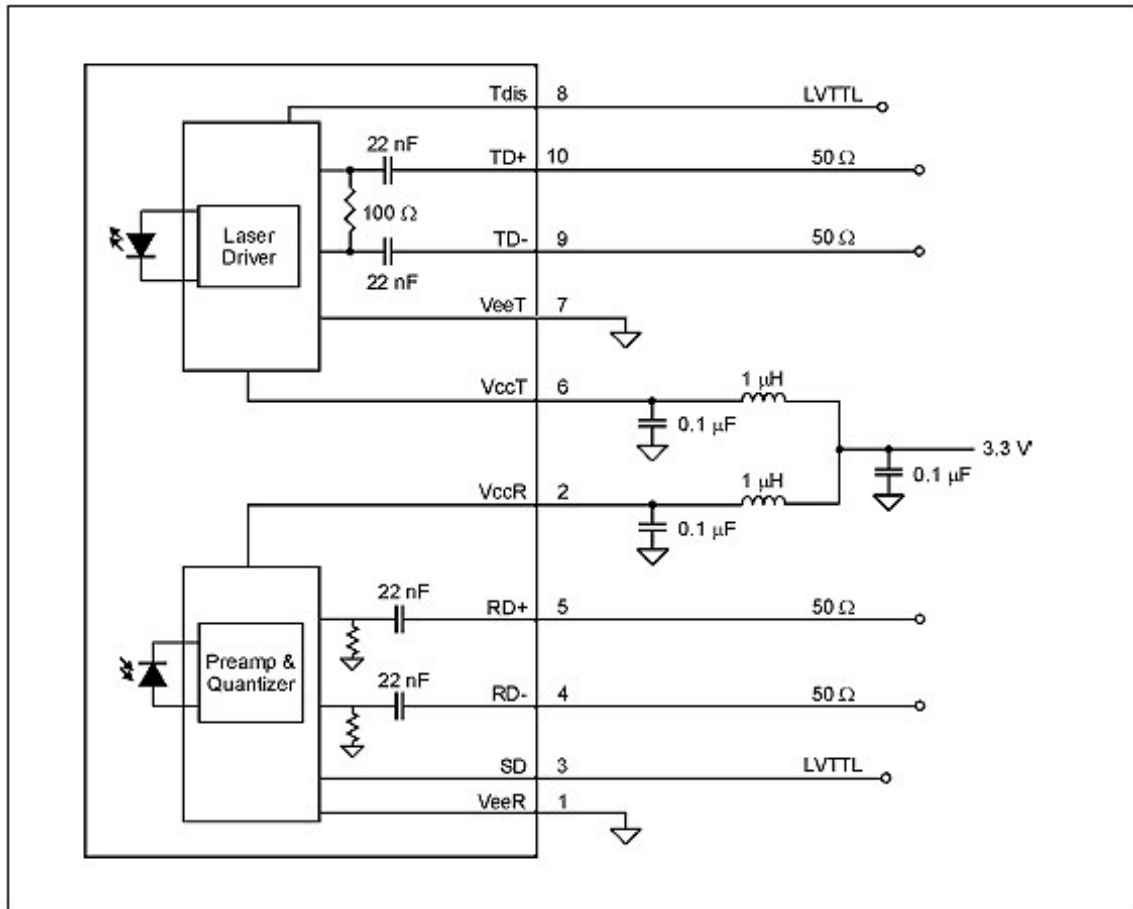 Tdis 8 LVTTL
22 nF TD+ 10 50 Ω
100 Ω
Laser
Driver
TD- 9 50 Ω
22 nF
VeeT 7
VccT 6 1 μH
0.1 μF
3.3 V'
0.1 μF
VccR 2 1 μH
0.1 μF
22 nF RD+ 5 50 Ω
Preamp &
Quantizer
22 nF RD- 4 50 Ω
SD 3 LVTTL
VeeR 1